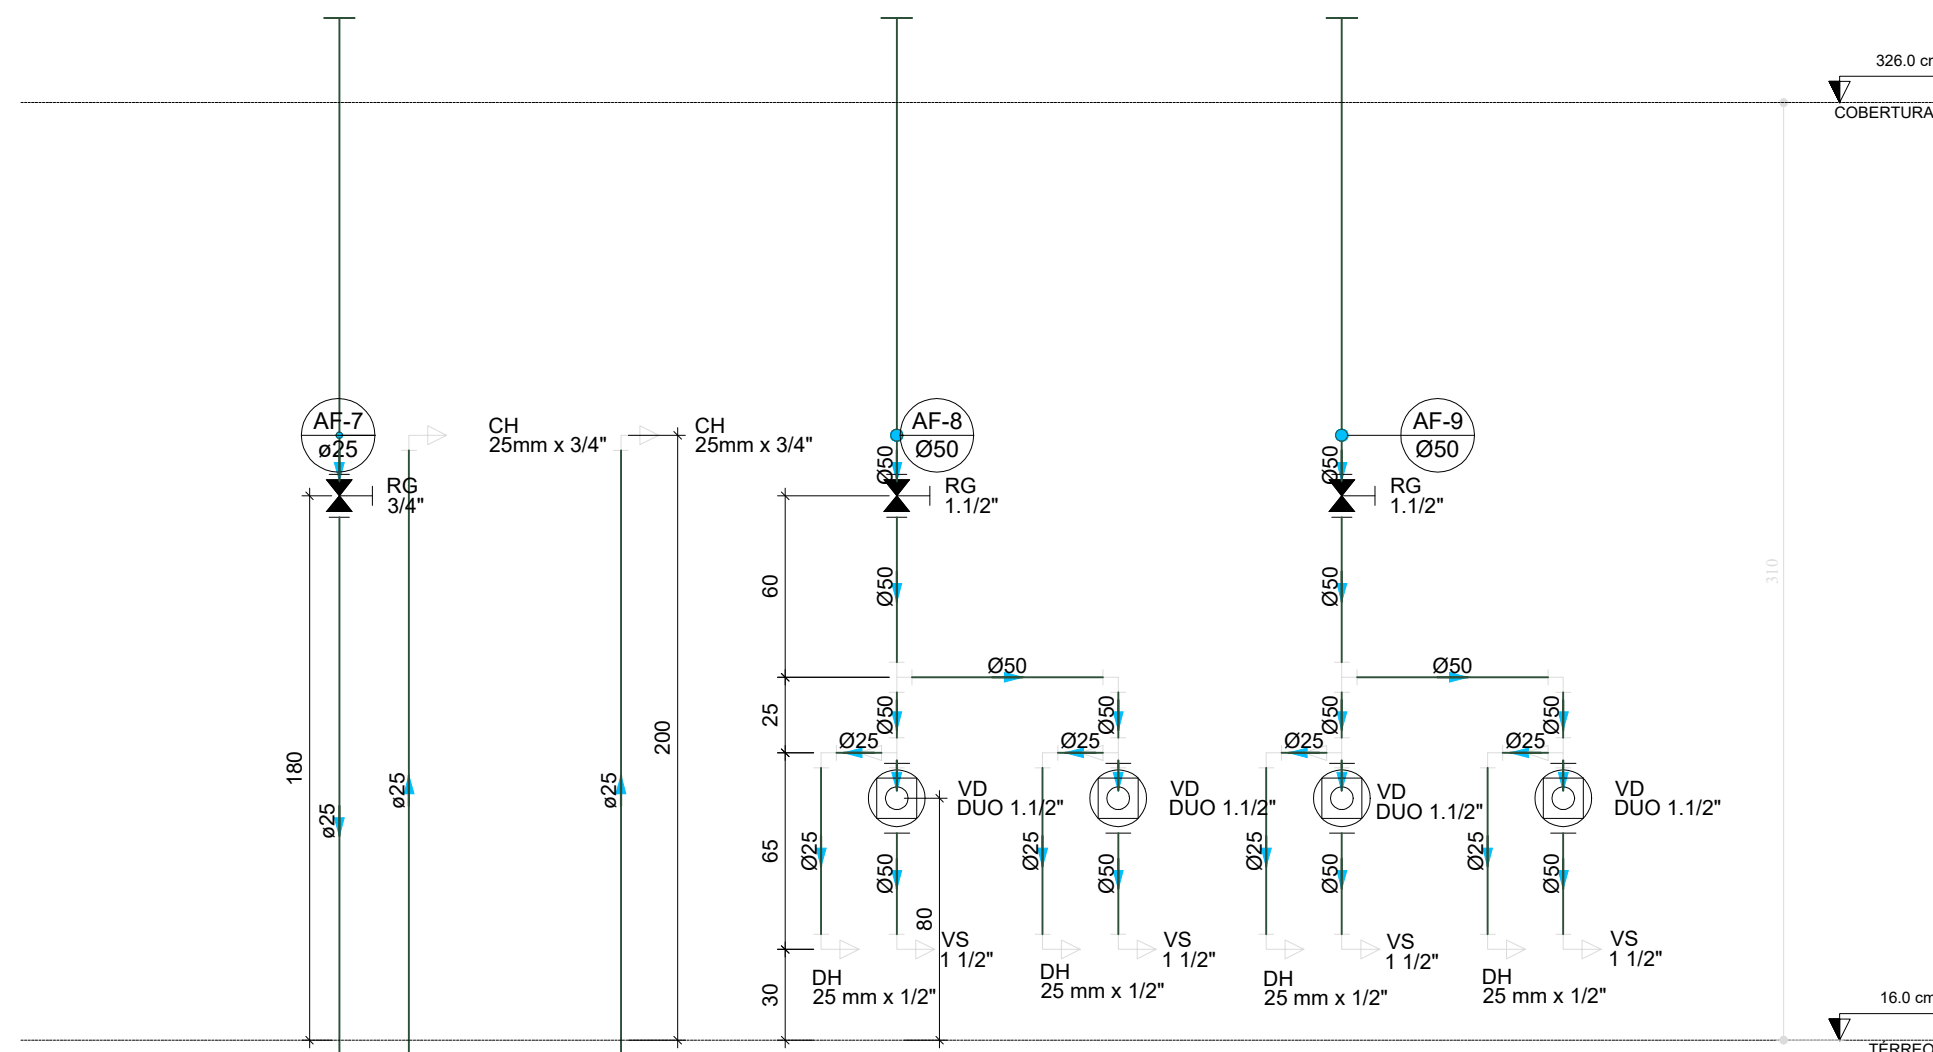 326.0 cm
COBERTURA
AF-7
ø25
CH
25mm x 3/4"
CH
25mm x 3/4"
AF-8
Ø50
AF-9
Ø50
Ø50
Ø50
RG
3/4"
RG
1.1/2"
RG
1.1/2"
60
Ø50
Ø50
310
Ø50
Ø50
25
Ø50
Ø50
Ø50
Ø50
Ø25
Ø25
Ø25
Ø25
180
200
ø25
ø25
ø25
VD
DUO 1.1/2"
VD
DUO 1.1/2"
VD
DUO 1.1/2"
VD
DUO 1.1/2"
65
Ø25
Ø50
Ø25
Ø50
Ø25
Ø50
Ø25
Ø50
80
VS
1 1/2"
VS
1 1/2"
VS
1 1/2"
VS
1 1/2"
30
DH
25 mm x 1/2"
DH
25 mm x 1/2"
DH
25 mm x 1/2"
DH
25 mm x 1/2"
16.0 cm
TÉRREO